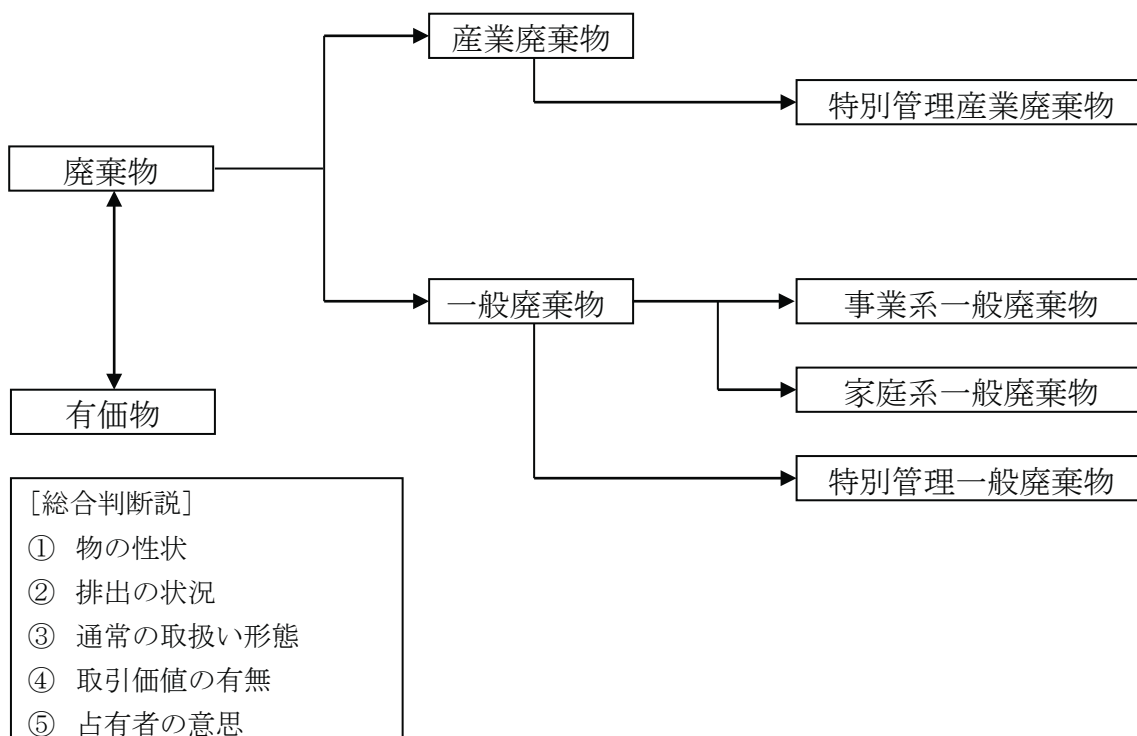 産業廃棄物
特別管理産業廃棄物
廃棄物
一般廃棄物
事業系一般廃棄物
家庭系一般廃棄物
有価物
特別管理一般廃棄物
[総合判断説]
① 物の性状
② 排出の状況
③ 通常の取扱い形態
④ 取引価値の有無
⑤ 占有者の意思